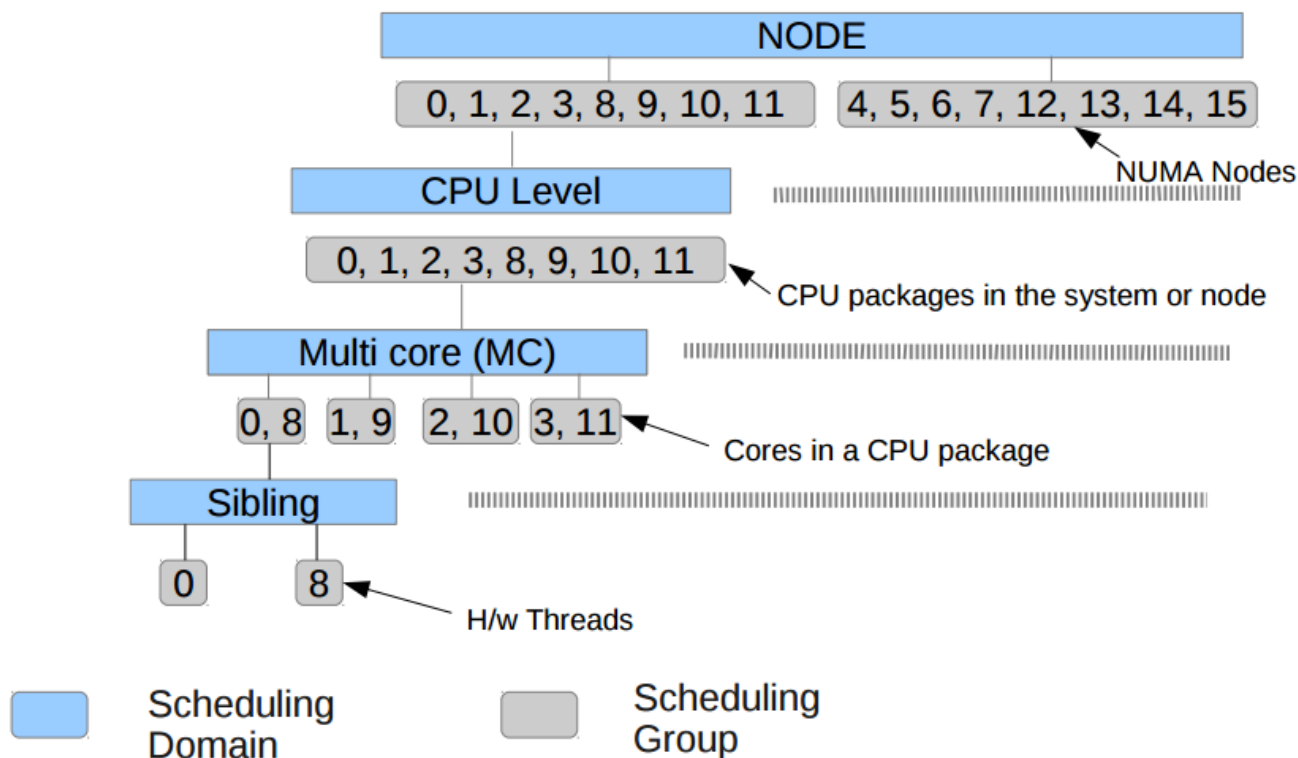 NODE
0, 1, 2, 3, 8, 9, 10, 11
4, 5, 6, 7, 12, 13, 14, 15
NUMA Nodes
CPU Level
0, 1, 2, 3, 8, 9, 10, 11
CPU packages in the system or node
Multi core (MC)
0, 8
1, 9
2, 10
3, 11
Cores in a CPU package
Sibling
0
8
H/w Threads
Scheduling
Domain
Scheduling
Group